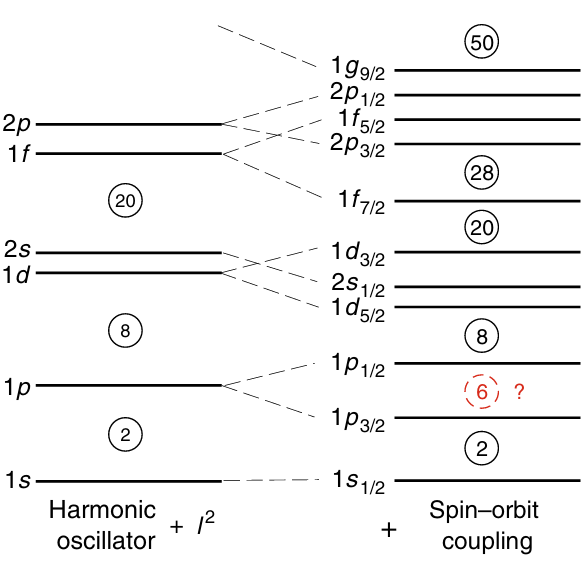 50
1g9/2
2p1/2
2p
1f5/2
1f
2p3/2
28
20
1f7/2
20
2s
1d3/2
1d
2s1/2
1d5/2
8
8
1p1/2
1p
6 ?
1p3/2
2
2
1s
1s1/2
Harmonic oscillator + l²
+ Spin–orbit coupling